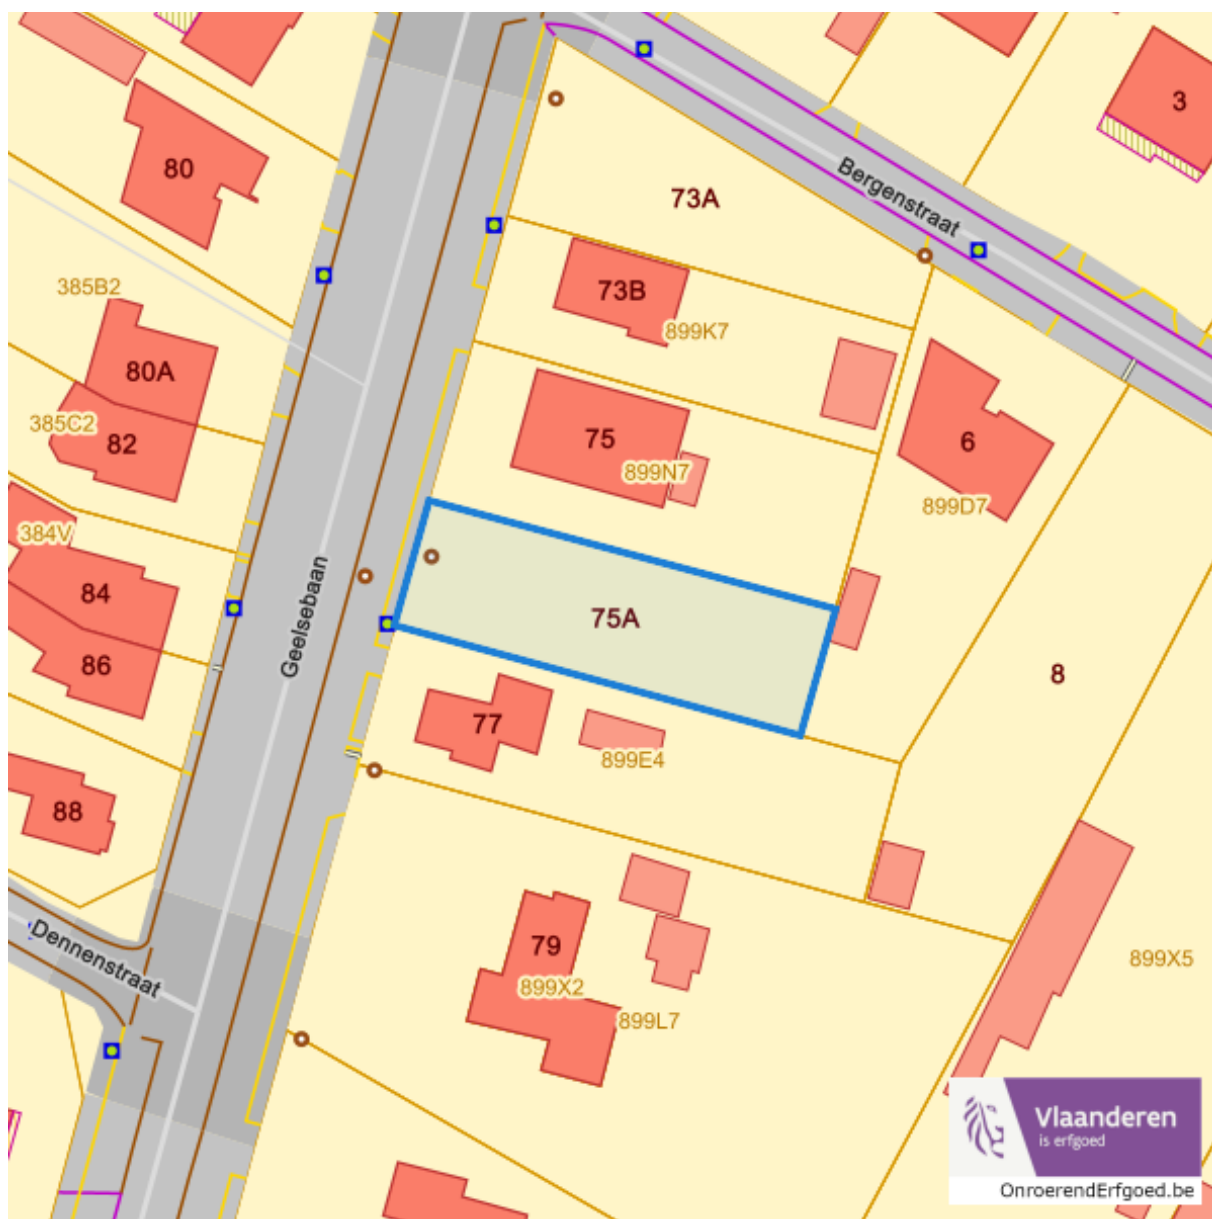 3
80
73A
Bergenstraat
385B2
73B
899K7
80A
385C2
82
75
899N7
6
899D7
384V
84
Geelsebaan
75A
86
8
77
899E4
88
Dennenstraat
79
899X2
899L7
899X5
Vlaanderen
is erfgoed
OnroerendErfgoed.be